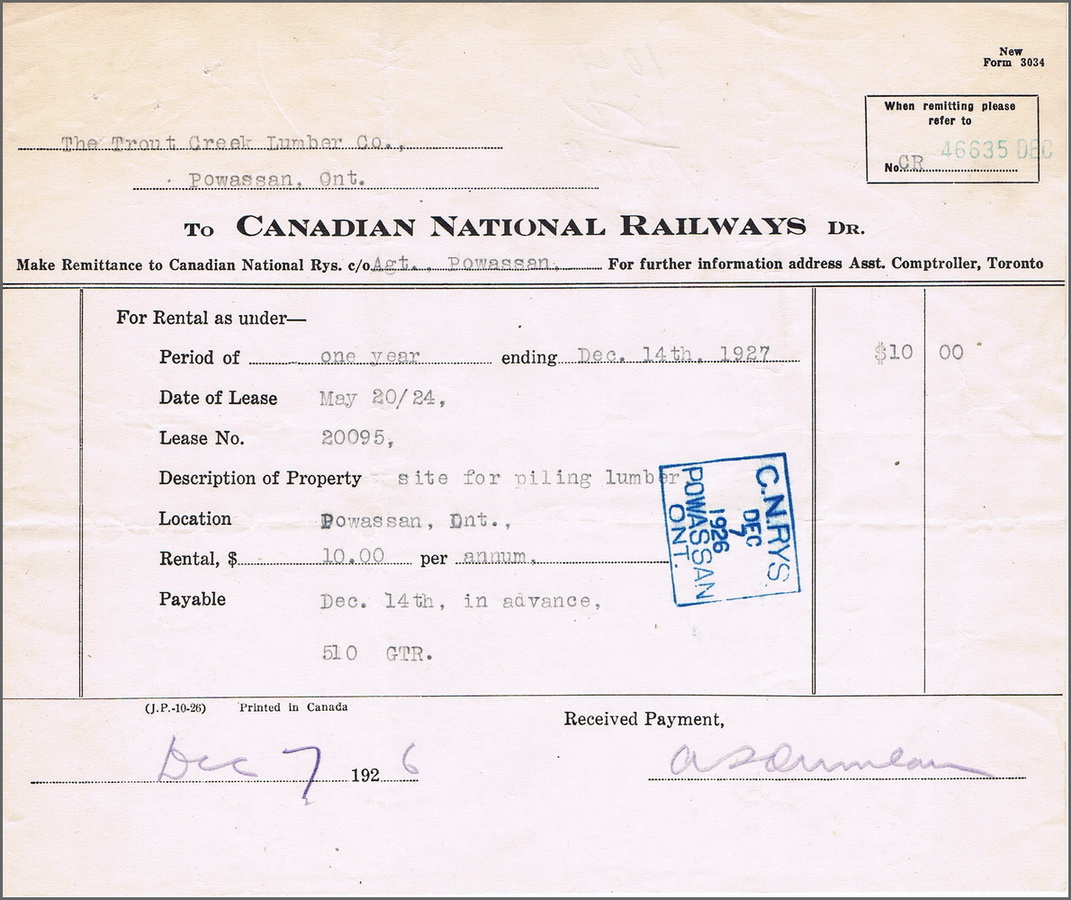 New
Form 3034
When remitting please
refer to
No. CR 46635 DEC
The Trout Creek Lumber Co.,
Powassan, Ont.
To CANADIAN NATIONAL RAILWAYS Dr.
Make Remittance to Canadian National Rys. c/o Agt., Powassan, For further information address Asst. Comptroller, Toronto
For Rental as under—
Period of one year ending Dec. 14th. 1927 $10 00
Date of Lease May 20/24,
Lease No. 20095,
Description of Property site for piling lumber
Location Powassan, Ont.,
Rental, $ 10.00 per annum.
Payable Dec. 14th, in advance,
510 GTR.
C.N.RYS.
DEC
7
1926
POWASSAN
ONT.
(J.P.-10-26) Printed in Canada
Received Payment,
Dec 7 1926